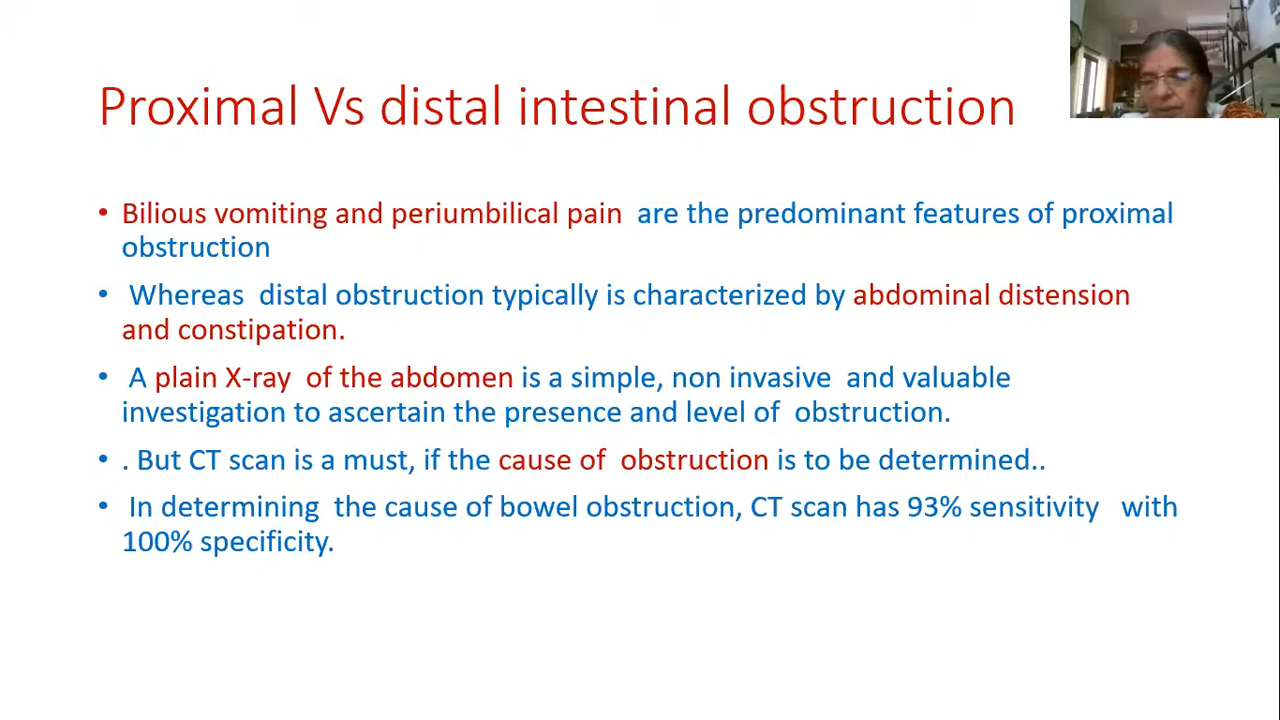 Proximal Vs distal intestinal obstruction
• Bilious vomiting and periumbilical pain are the predominant features of proximal
obstruction
• Whereas distal obstruction typically is characterized by abdominal distension
and constipation.
• A plain X-ray of the abdomen is a simple, non invasive and valuable
investigation to ascertain the presence and level of obstruction.
• . But CT scan is a must, if the cause of obstruction is to be determined..
• In determining the cause of bowel obstruction, CT scan has 93% sensitivity with
100% specificity.